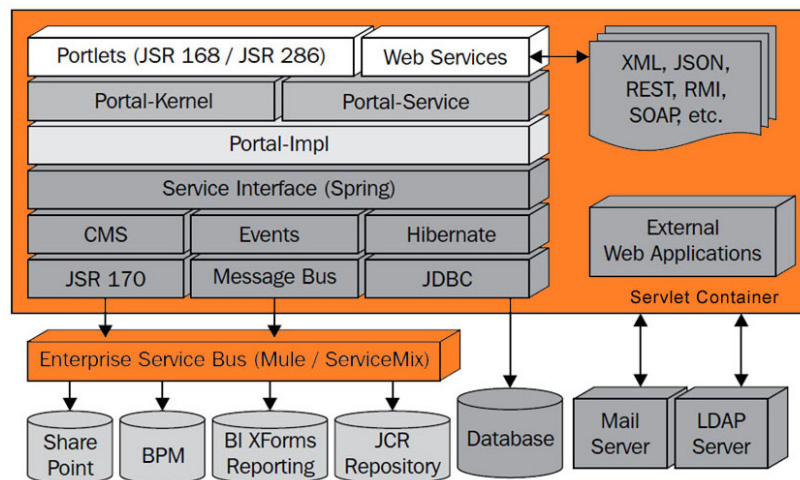 Portlets (JSR 168 / JSR 286)
Web Services
XML, JSON,
REST, RMI,
SOAP, etc.
Portal-Kernel
Portal-Service
Portal-Impl
Service Interface (Spring)
CMS
Events
Hibernate
External
Web Applications
JSR 170
Message Bus
JDBC
Servlet Container
Enterprise Service Bus (Mule / ServiceMix)
Share
Point
BPM
BI XForms
Reporting
JCR
Repository
Database
Mail
Server
LDAP
Server